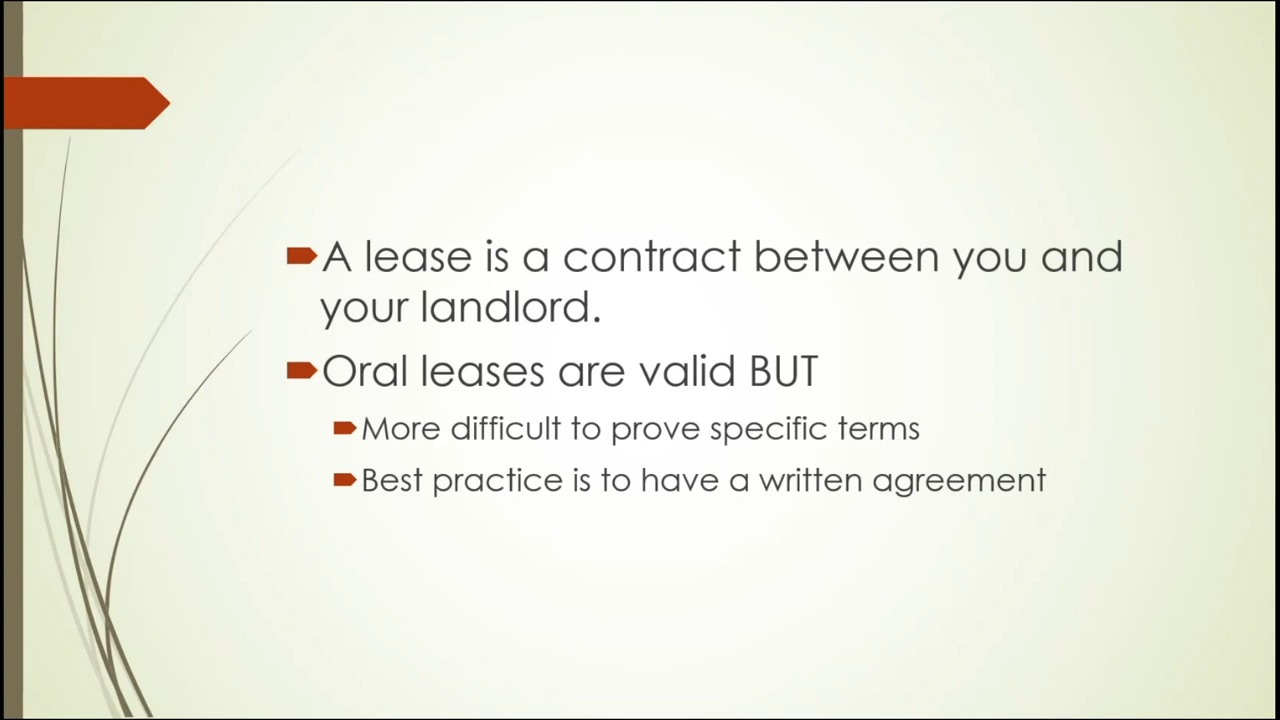 A lease is a contract between you and
your landlord.
Oral leases are valid BUT
More difficult to prove specific terms
Best practice is to have a written agreement